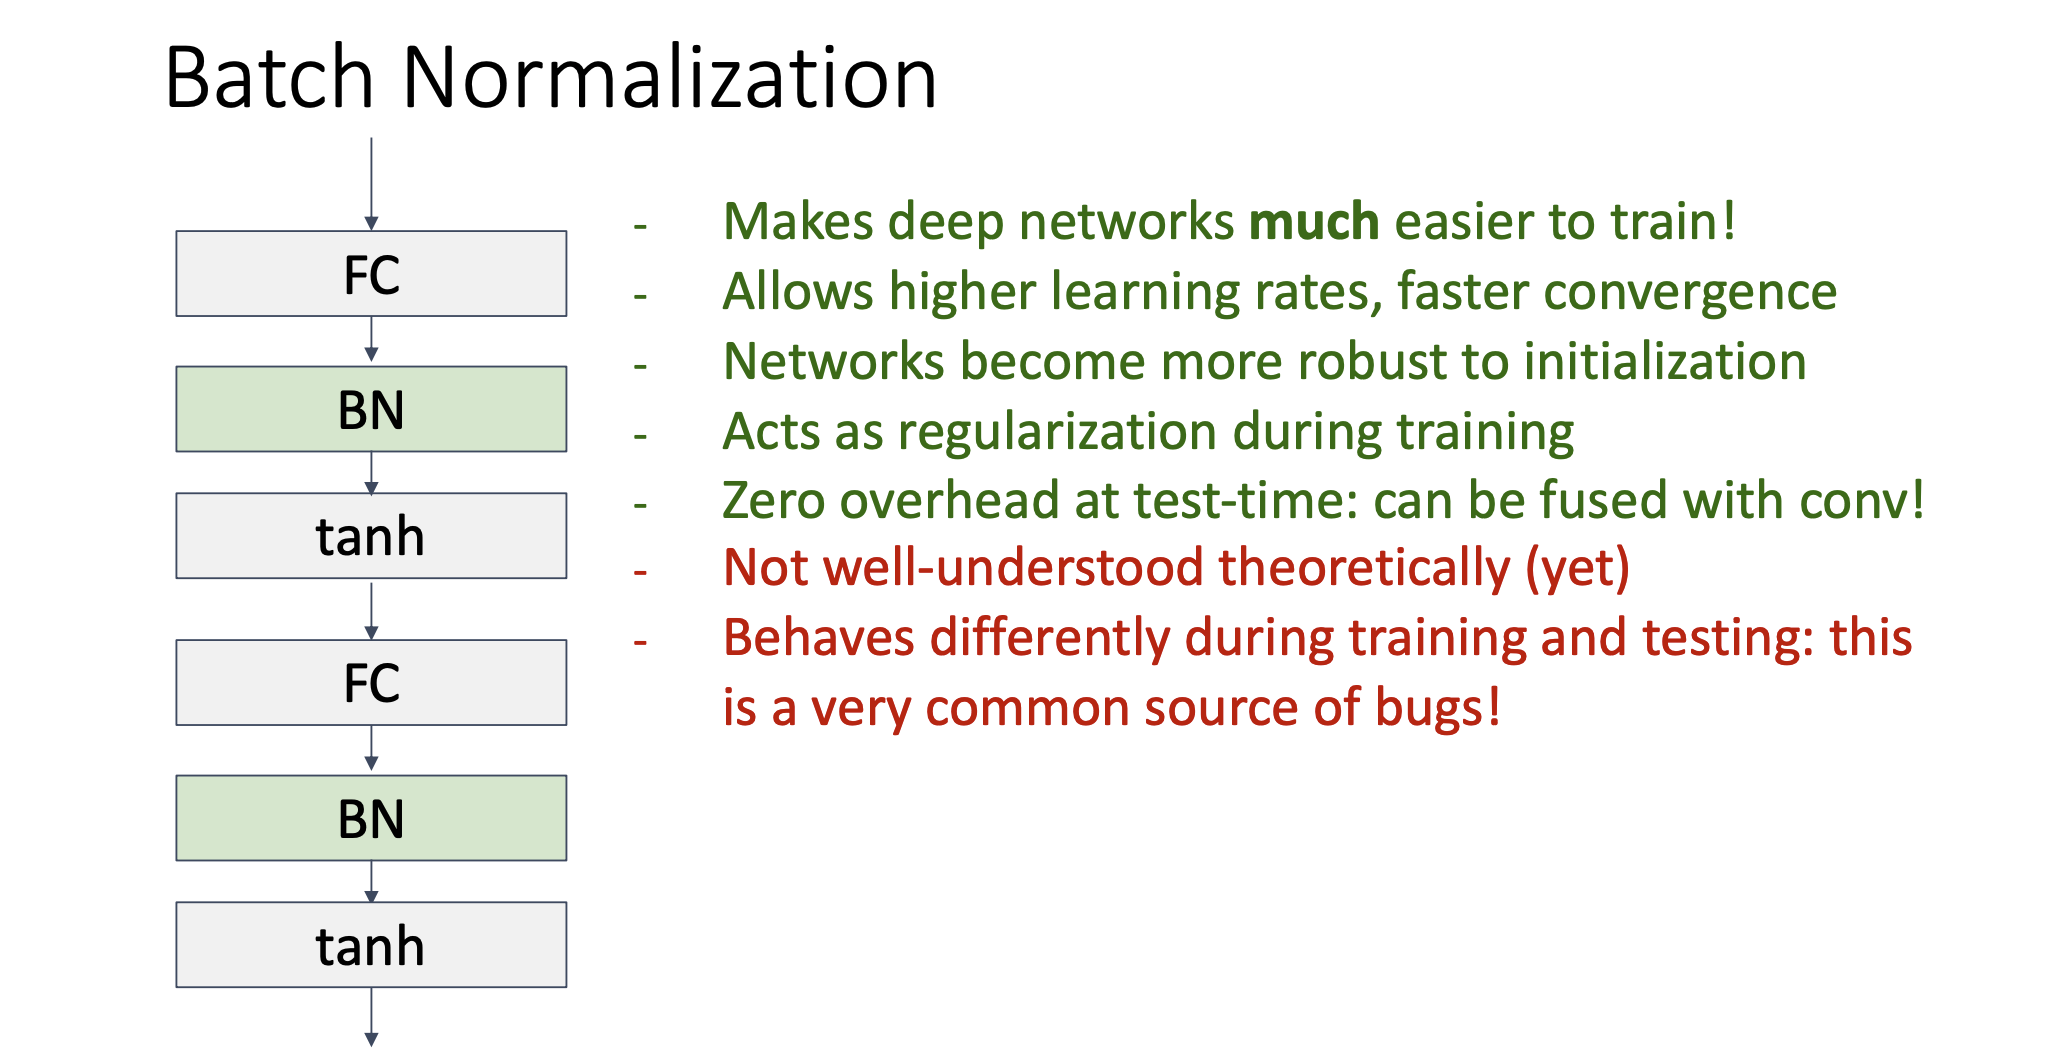 Batch Normalization
FC
BN
tanh
FC
BN
tanh
- Makes deep networks much easier to train!
- Allows higher learning rates, faster convergence
- Networks become more robust to initialization
- Acts as regularization during training
- Zero overhead at test-time: can be fused with conv!
- Not well-understood theoretically (yet)
- Behaves differently during training and testing: this
is a very common source of bugs!